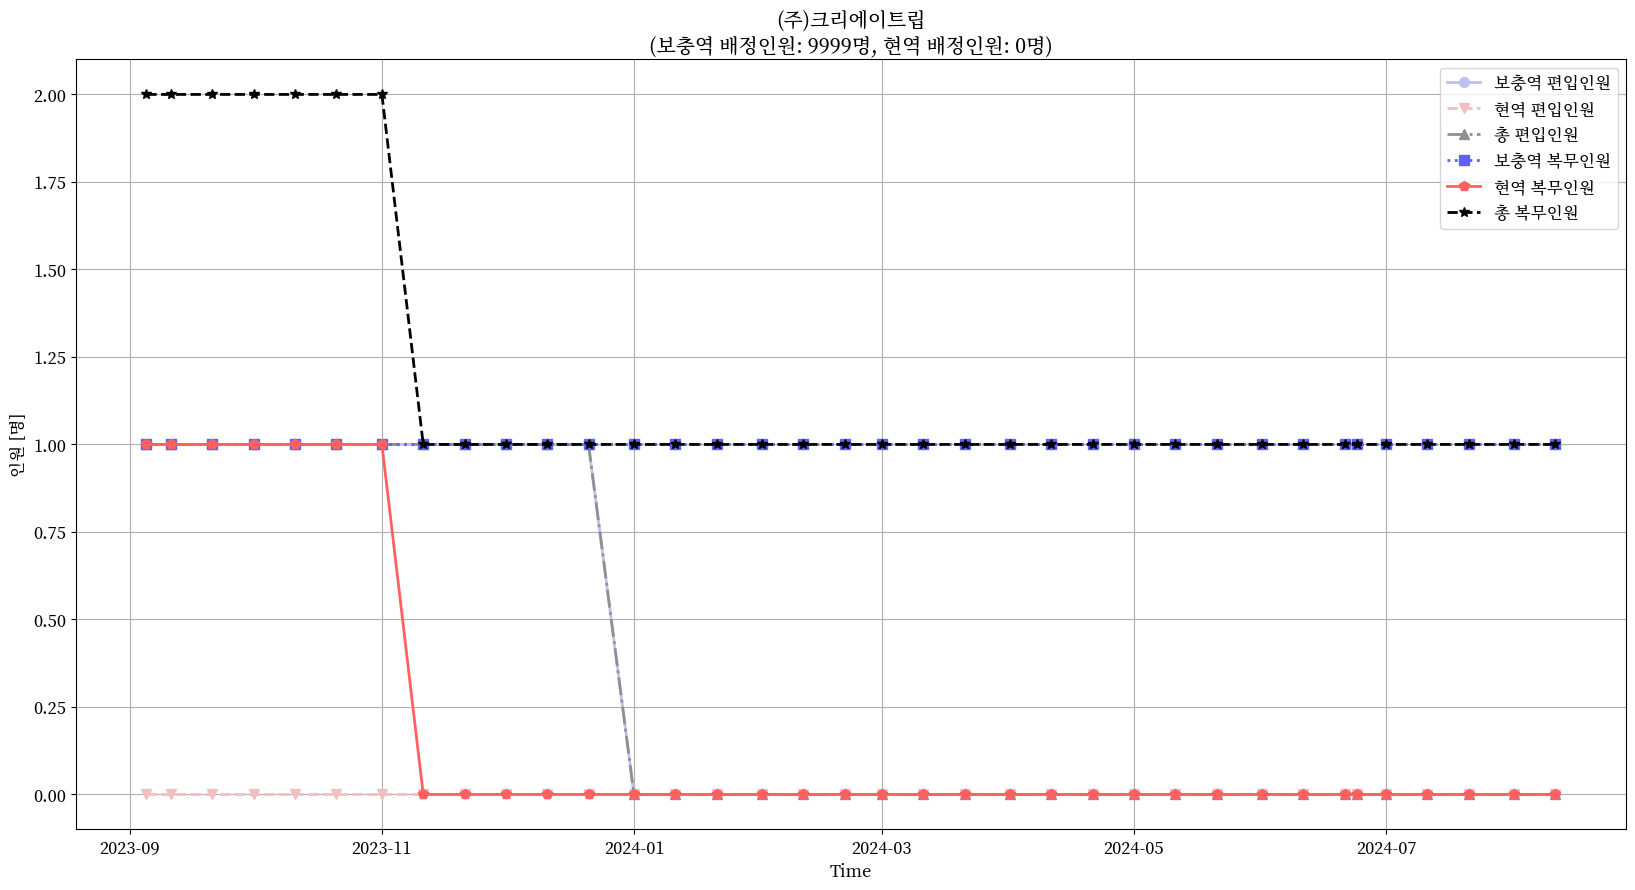 (주)크리에이트립
(보충역 배정인원: 9999명, 현역 배정인원: 0명)
보충역 편입인원
현역 편입인원
총 편입인원
보충역 복무인원
현역 복무인원
총 복무인원
2.00
1.75
1.50
1.25
1.00
0.75
0.50
0.25
0.00
인원 [명]
2023-09
2023-11
2024-01
2024-03
2024-05
2024-07
Time